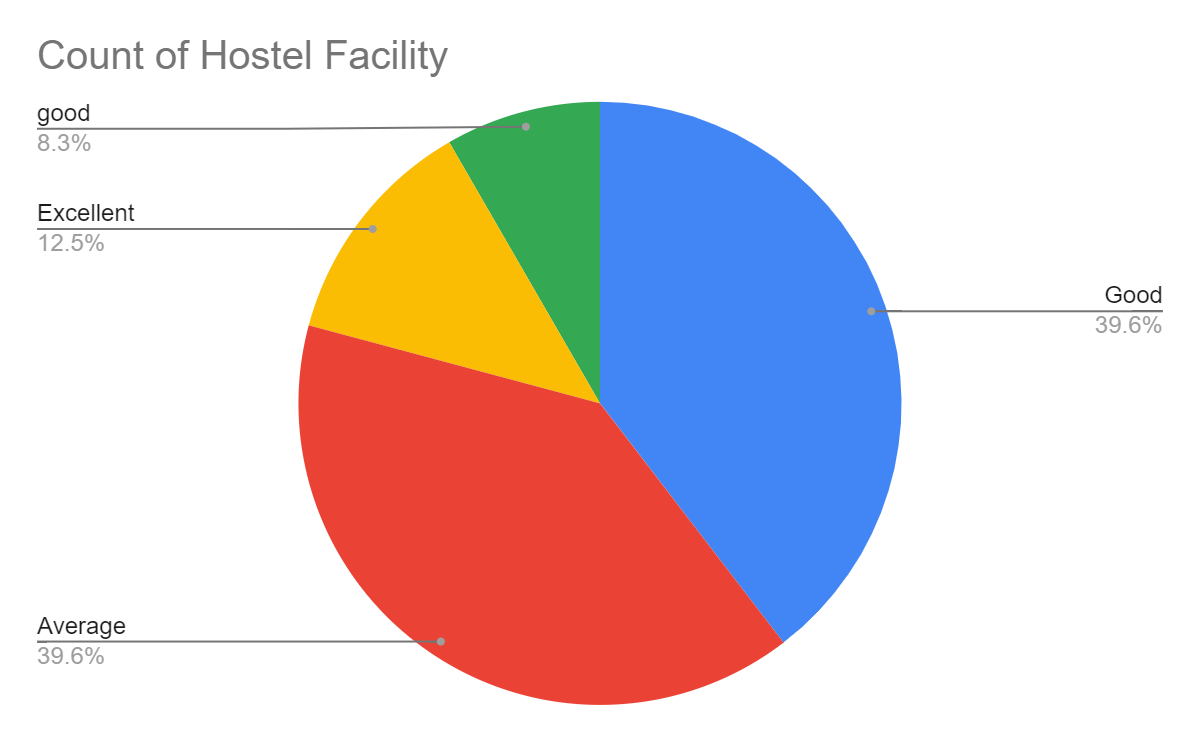 Count of Hostel Facility
good
8.3%
Excellent
12.5%
Good
39.6%
Average
39.6%